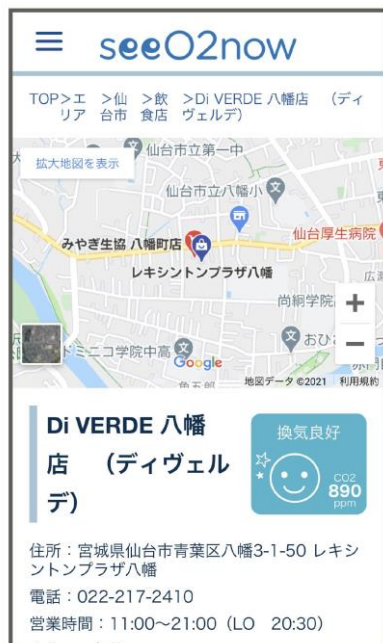 seeO2now
TOP>エリア >仙台市 >飲食店 >Di VERDE 八幡店 （ディヴェルデ）
拡大地図を表示
仙台市立第一中
仙台市立八幡小
みやぎ生協 八幡町店
仙台厚生病院
レキシントンプラザ八幡
広瀬
尚絅学院
+
おひ
−
ドミニコ学院中高
Google
角五郎
地図データ ©2021 利用規約
Di VERDE 八幡
店 （ディヴェル
デ）
換気良好
CO2
890
ppm
住所：宮城県仙台市青葉区八幡3-1-50 レキシ
ントンプラザ八幡
電話：022-217-2410
営業時間：11:00〜21:00（LO 20:30）